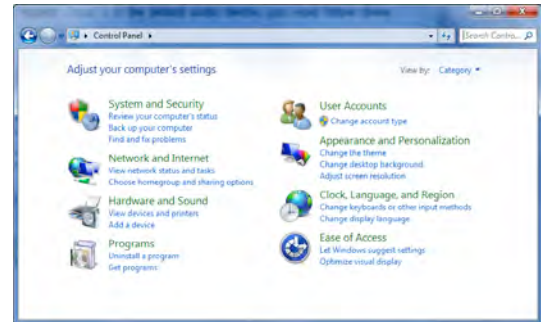 Control Panel
Search Contro...
Adjust your computer's settings
View by: Category
System and Security
Review your computer's status
Back up your computer
Find and fix problems
Network and Internet
View network status and tasks
Choose homegroup and sharing options
Hardware and Sound
View devices and printers
Add a device
Programs
Uninstall a program
Get programs
User Accounts
Change account type
Appearance and Personalization
Change the theme
Change desktop background
Adjust screen resolution
Clock, Language, and Region
Change keyboards or other input methods
Change display language
Ease of Access
Let Windows suggest settings
Optimize visual display